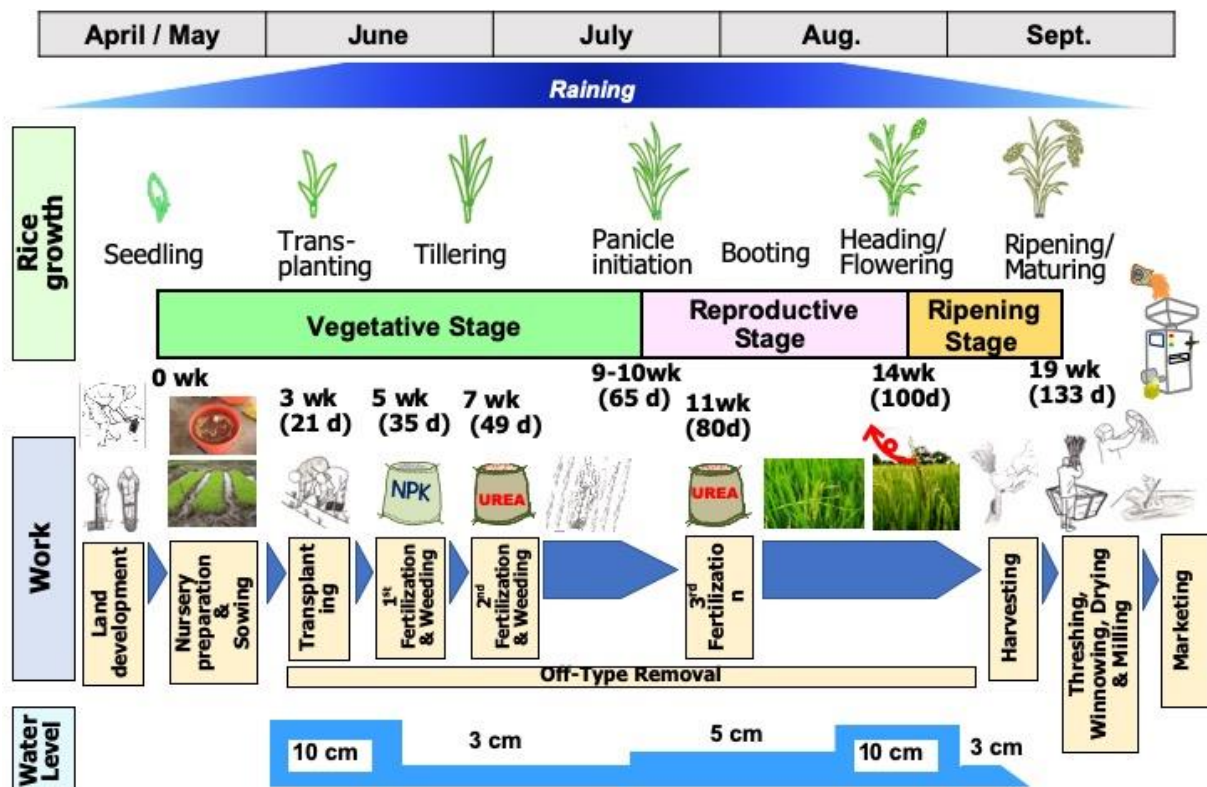 April / May June July Aug. Sept.
Raining
Rice
growth
Seedling
Trans-
planting
Tillering
Panicle
initiation
Booting
Heading/
Flowering
Ripening/
Maturing
Vegetative Stage
Reproductive
Stage
Ripening
Stage
0 wk
3 wk
(21 d)
5 wk
(35 d)
7 wk
(49 d)
9-10wk
(65 d)
11wk
(80d)
14wk
(100d)
19 wk
(133 d)
NPK
UREA
UREA
Work
Land
development
Nursery
preparation
&
Sowing
Transplant
ing
1st
Fertilization
& Weeding
2nd
Fertilization
& Weeding
3rd
Fertilizatio
n
Harvesting
Threshing,
Winnowing, Drying
& Milling
Marketing
Off-Type Removal
Water
Level
10 cm
3 cm
5 cm
10 cm
3 cm